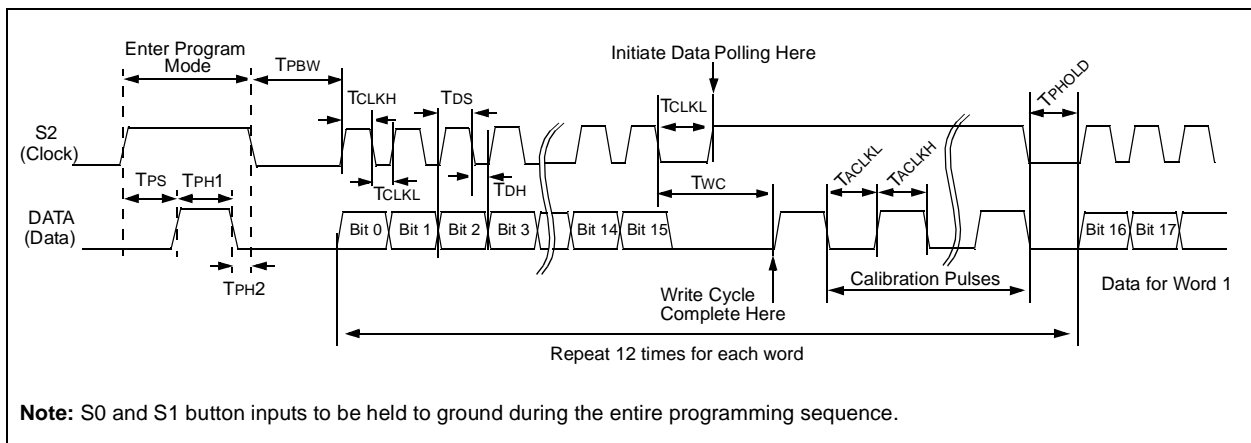 Enter Program
Mode
TPBW
Initiate Data Polling Here
TCLKH
TDS
TCLKL
TPHOLD
S2
(Clock)
TPS
TPH1
TCLKL
TDH
TWC
TACLKL
TACLKH
DATA
(Data)
Bit 0
Bit 1
Bit 2
Bit 3
Bit 14
Bit 15
Bit 16
Bit 17
TPH2
Write Cycle
Complete Here
Calibration Pulses
Data for Word 1
Repeat 12 times for each word
Note: S0 and S1 button inputs to be held to ground during the entire programming sequence.